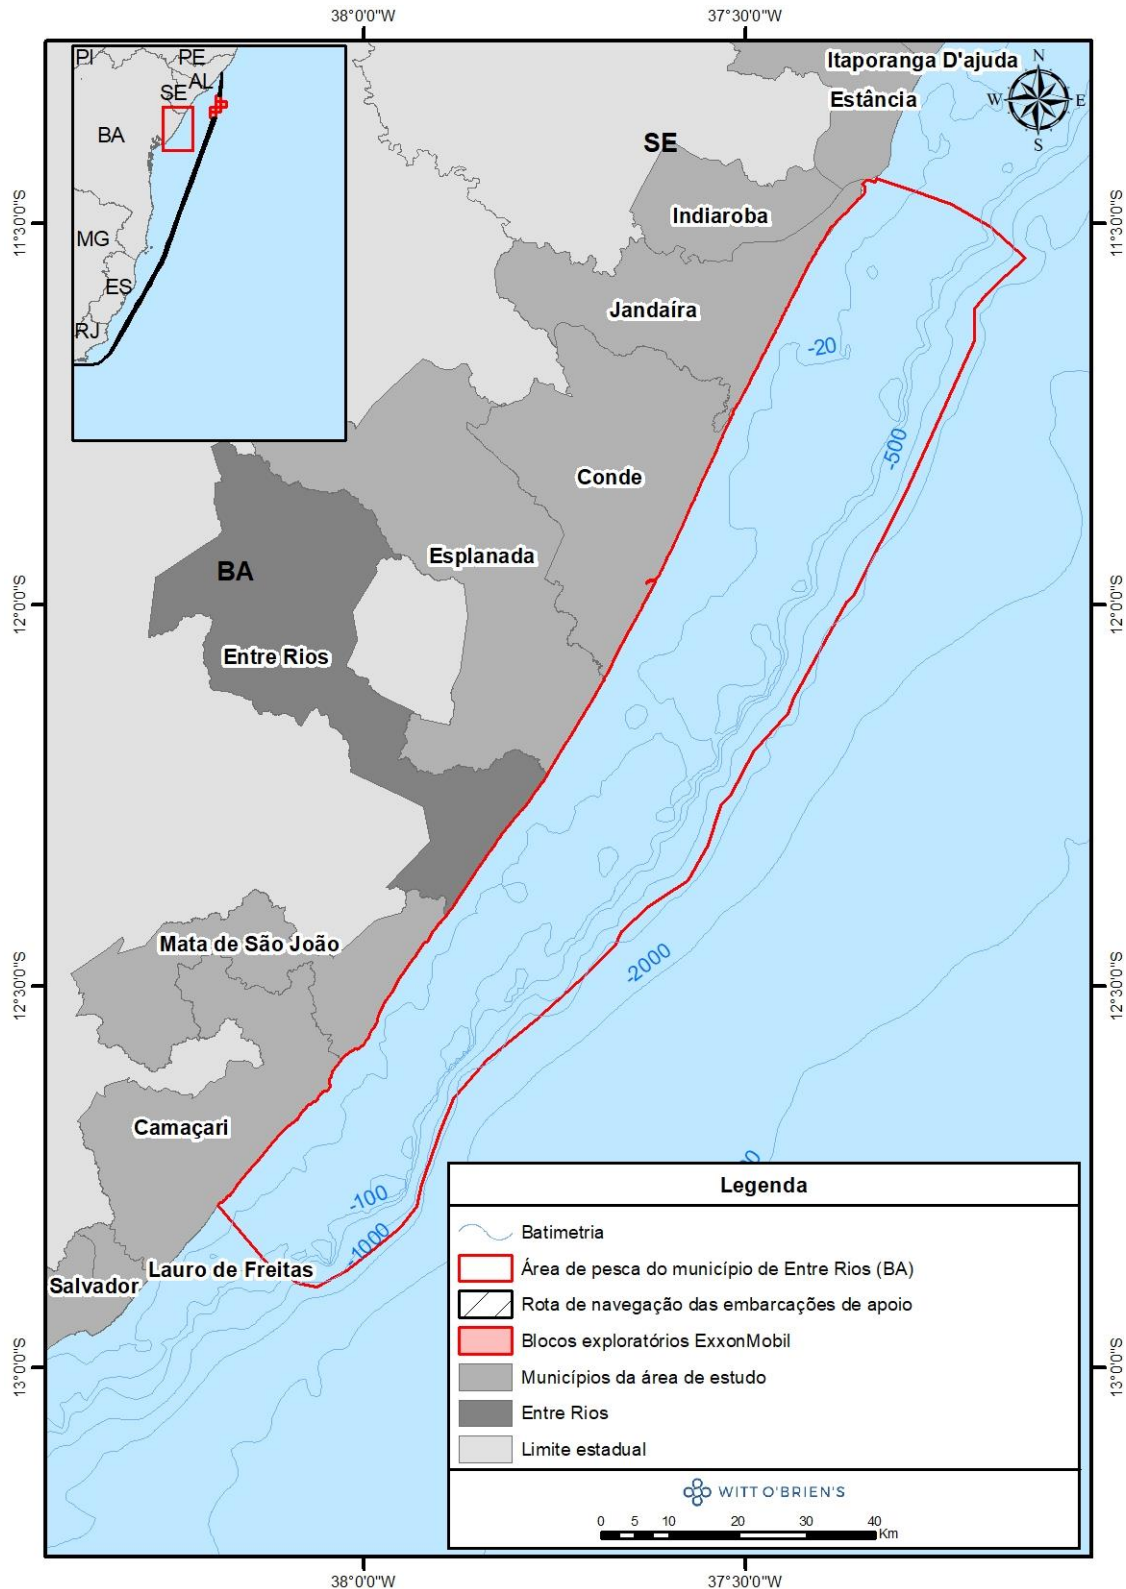 38°0'0"W
37°30'0"W
PI
PE
AL
SE
BA
MG
ES
RJ
Itaporanga D'ajuda
N
W
E
S
Estância
SE
Indiaroba
11°30'0"S
11°30'0"S
Jandaíra
-20
-500
Conde
Esplanada
BA
12°0'0"S
12°0'0"S
Entre Rios
Mata de São João
-2000
12°30'0"S
12°30'0"S
Camaçari
-100
-1000
Lauro de Freitas
Salvador
13°0'0"S
13°0'0"S
Legenda
Batimetria
Área de pesca do município de Entre Rios (BA)
Rota de navegação das embarcações de apoio
Blocos exploratórios ExxonMobil
Municípios da área de estudo
Entre Rios
Limite estadual
WITT O'BRIEN'S
0 5 10 20 30 40
Km
38°0'0"W
37°30'0"W